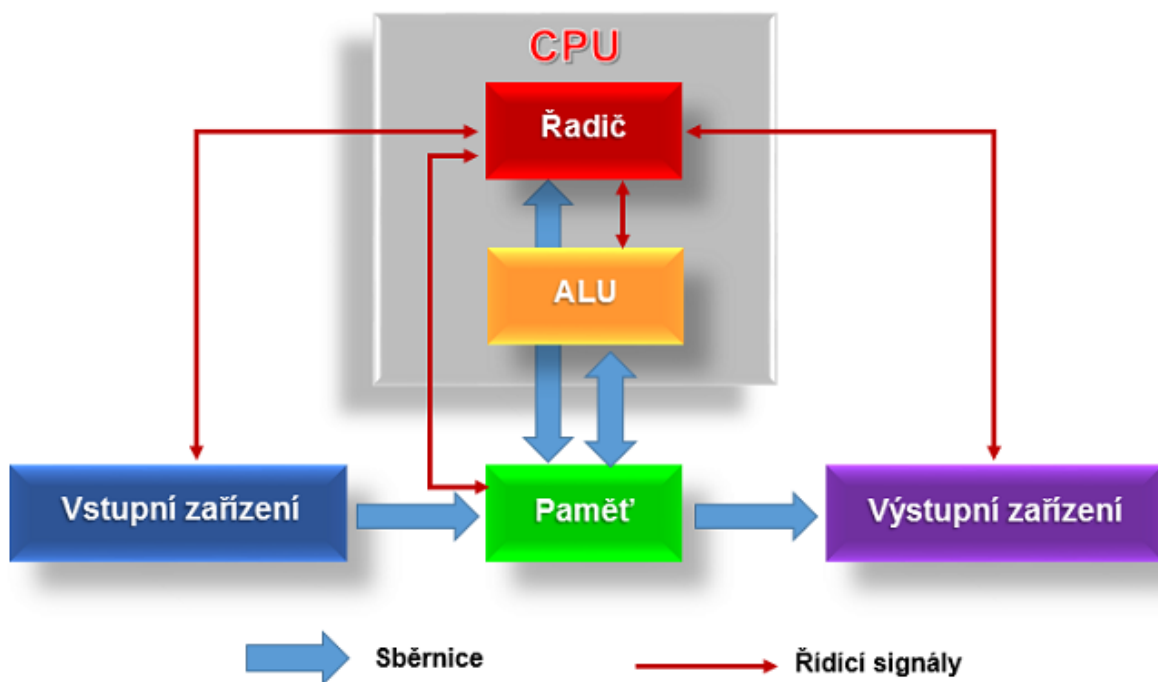 CPU
Řadič
ALU
Vstupní zařízení
Paměť
Výstupní zařízení
Sběrnice
Řídící signály